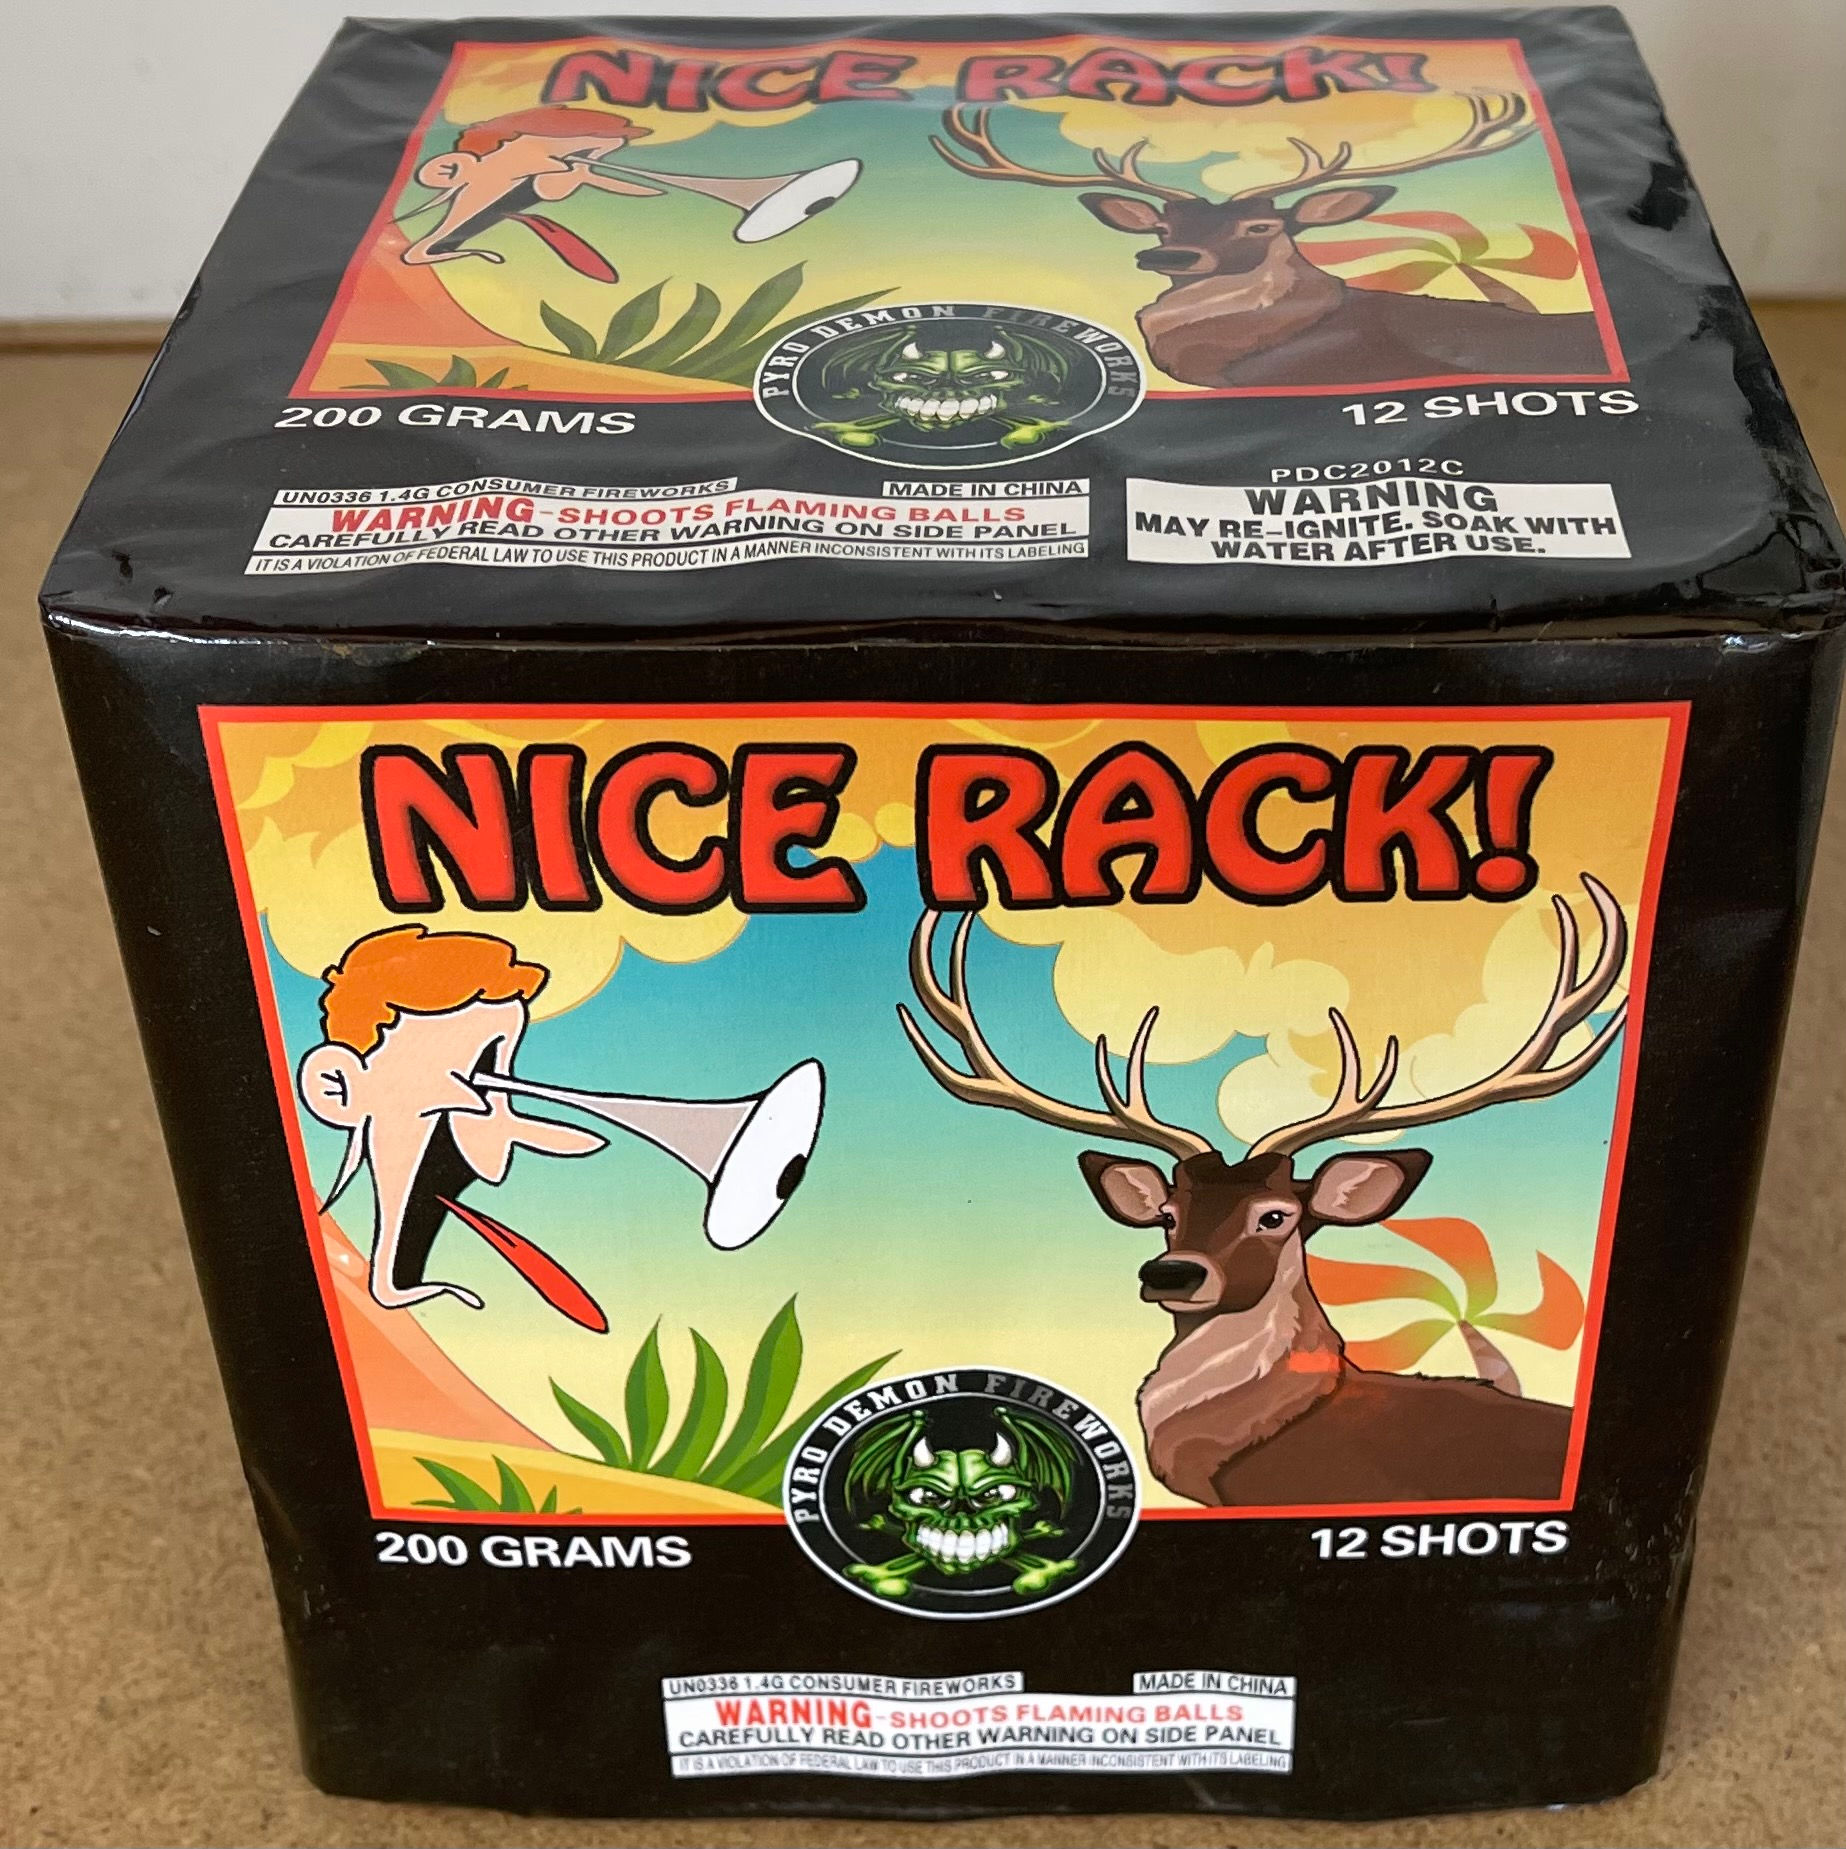 NICE RACK!
PYRO DEMON FIREWORKS
200 GRAMS
12 SHOTS
PDC2012C
UN0336 1.4G CONSUMER FIREWORKS
MADE IN CHINA
WARNING-SHOOTS FLAMING BALLS
CAREFULLY READ OTHER WARNING ON SIDE PANEL
IT IS A VIOLATION OF FEDERAL LAW TO USE THIS PRODUCT IN A MANNER INCONSISTENT WITH ITS LABELING
WARNING
MAY RE-IGNITE. SOAK WITH
WATER AFTER USE.
NICE RACK!
PYRO DEMON FIREWORKS
200 GRAMS
12 SHOTS
UN0336 1.4G CONSUMER FIREWORKS
MADE IN CHINA
WARNING-SHOOTS FLAMING BALLS
CAREFULLY READ OTHER WARNING ON SIDE PANEL
IT IS A VIOLATION OF FEDERAL LAW TO USE THIS PRODUCT IN A MANNER INCONSISTENT WITH ITS LABELING